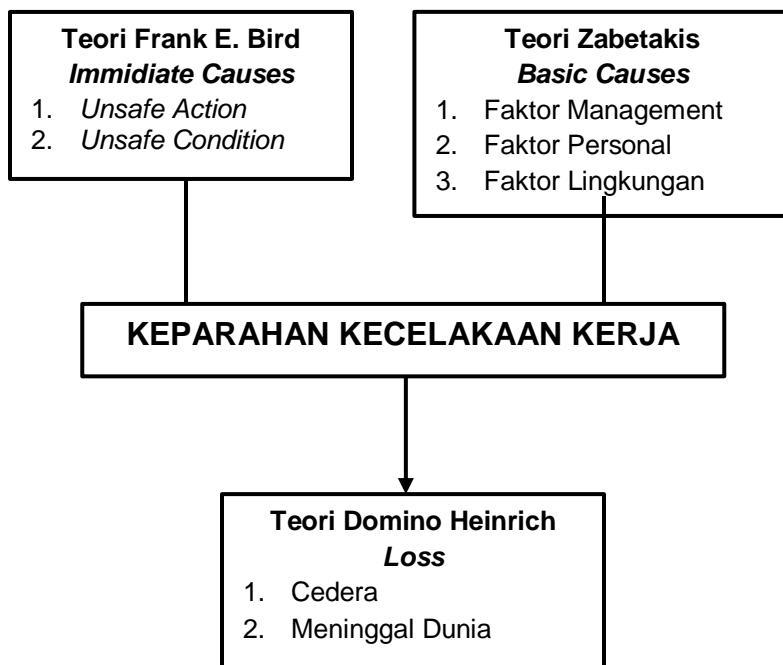 Teori Frank E. Bird
Immidiate Causes
1. Unsafe Action
2. Unsafe Condition
Teori Zabetakis
Basic Causes
1. Faktor Management
2. Faktor Personal
3. Faktor Lingkungan
KEPARAHAN KECELAKAAN KERJA
Teori Domino Heinrich
Loss
1. Cedera
2. Meninggal Dunia